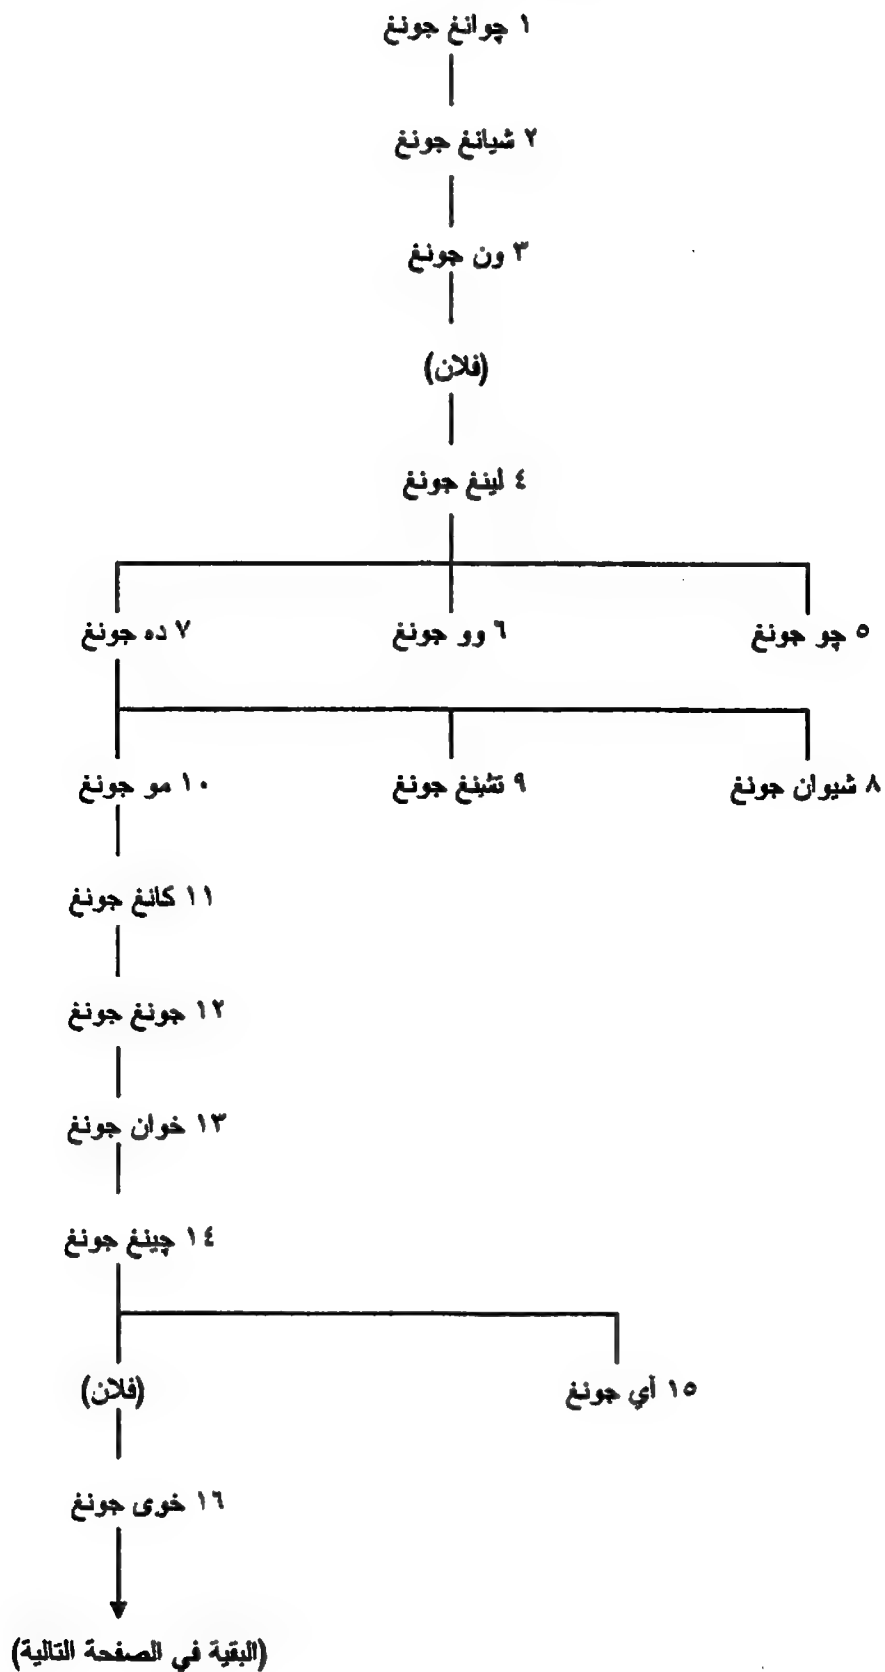 ١ چوانغ جونغ
٢ شيانغ جونغ
٣ ون جونغ
(فلان)
٤ لينغ جونغ
٥ چو جونغ
٦ وو جونغ
٧ ده جونغ
٨ شيوان جونغ
٩ تشينغ جونغ
١٠ مو جونغ
١١ كانغ جونغ
١٢ جونغ جونغ
١٣ خوان جونغ
١٤ چينغ جونغ
١٥ أي جونغ
(فلان)
١٦ خوى جونغ
(البقية في الصفحة التالية)